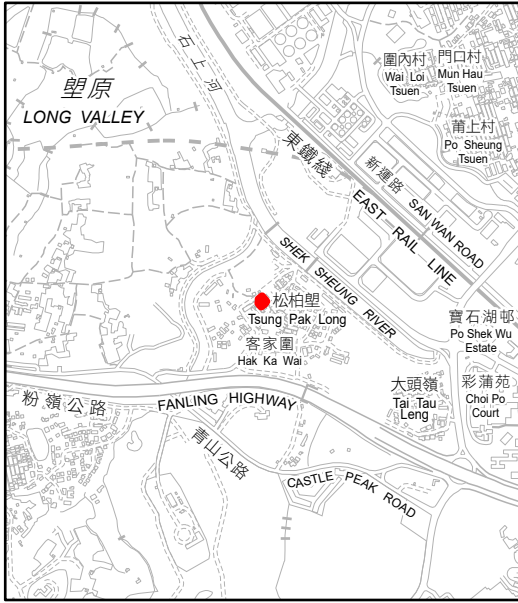 石上河
圍內村
Wai Loi
Tsuen
門口村
Mun Hau
Tsuen
塱原
LONG VALLEY
莆上村
Po Sheung
Tsuen
東鐵綫
EAST RAIL LINE
新運路
SAN WAN ROAD
SHEK SHEUNG RIVER
松柏塱
Tsung Pak Long
寶石湖邨
Po Shek Wu
Estate
客家圍
Hak Ka Wai
大頭嶺
Tai Tau
Leng
彩蒲苑
Choi Po
Court
粉嶺公路
FANLING HIGHWAY
青山公路
CASTLE PEAK ROAD